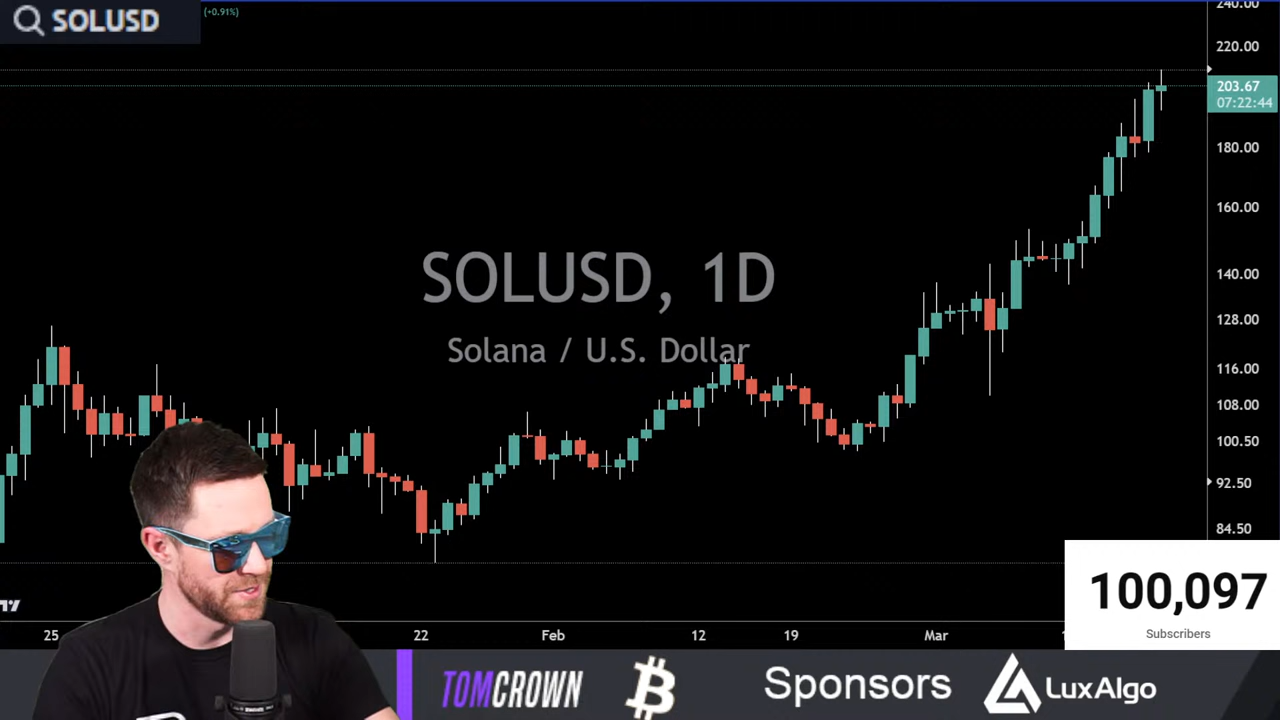 SOLUSD
(+0.91%)
240.00
220.00
203.67
07:22:44
180.00
160.00
140.00
128.00
116.00
108.00
100.50
92.50
84.50
SOLUSD, 1D
Solana / U.S. Dollar
100,097
Subscribers
25
22
Feb
12
19
Mar
TOMCROWN
Sponsors
LuxAlgo